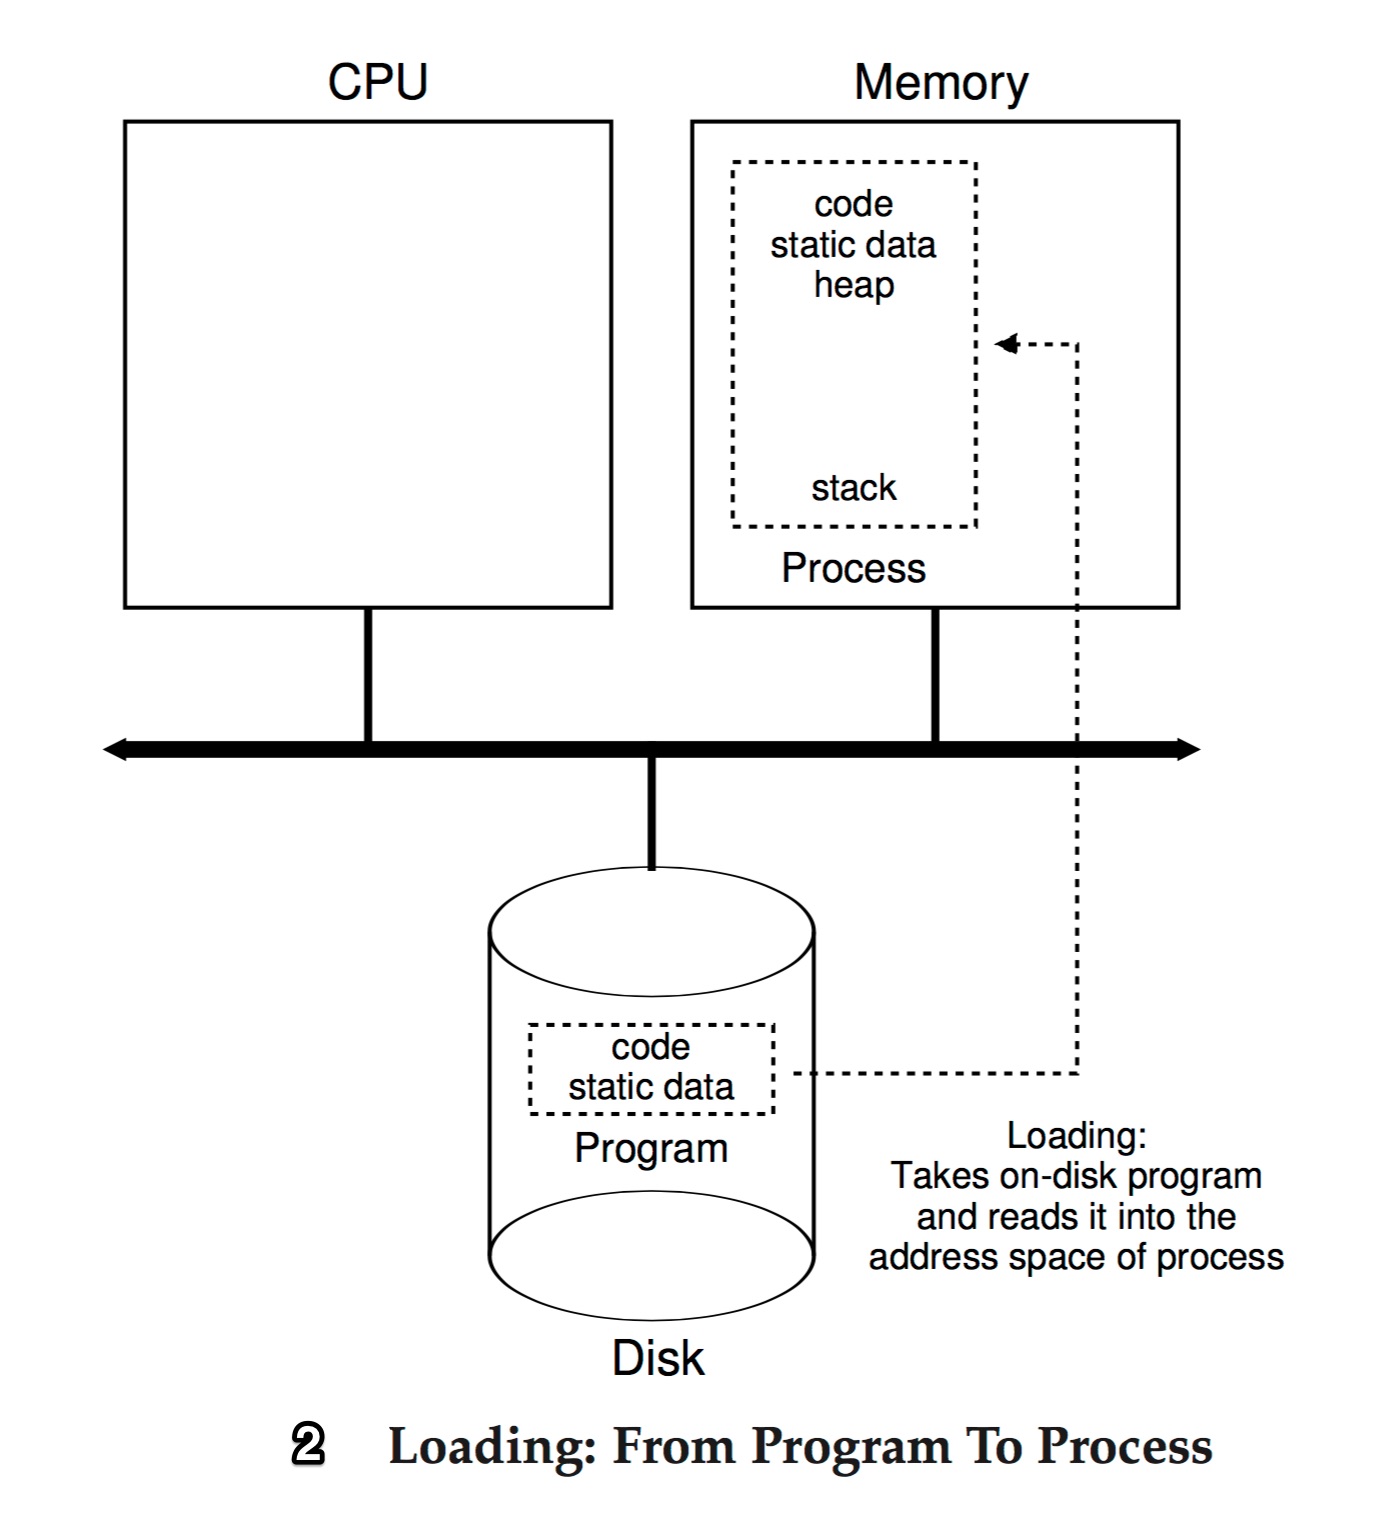 CPU
Memory
code
static data
heap
stack
Process
code
static data
Program
Loading:
Takes on-disk program
and reads it into the
address space of process
Disk
2 Loading: From Program To Process